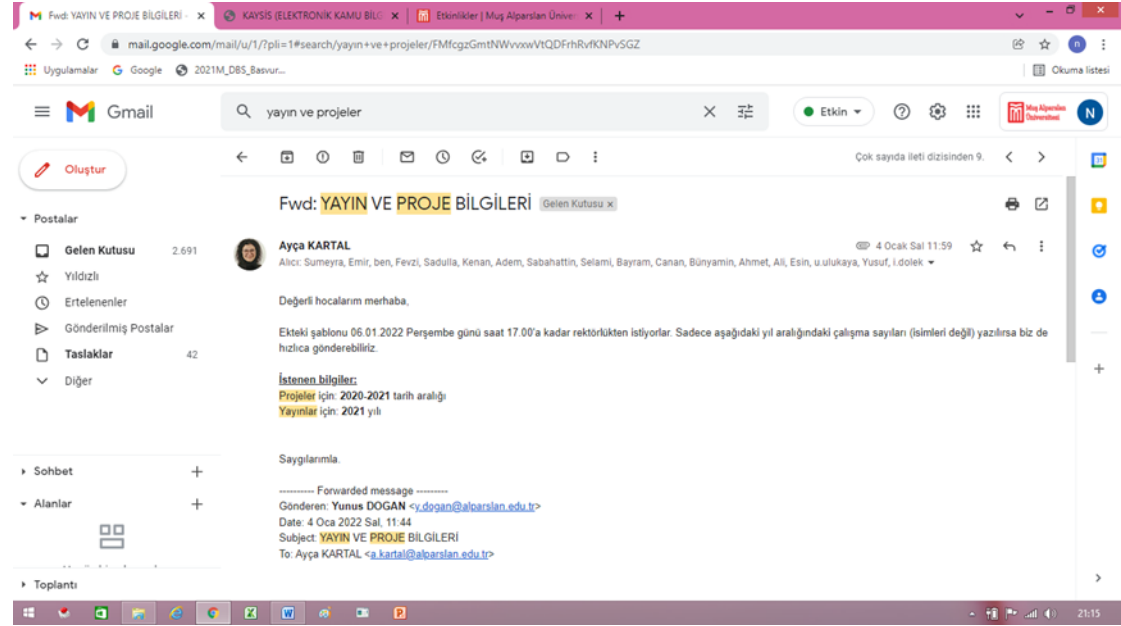 Fwd: YAYIN VE PROJE BİLGİLERİ - x
KAYSİS (ELEKTRONİK KAMU BİLG x
Etkinlikler | Muş Alparslan Üniver x
mail.google.com/mail/u/1/?pli=1#search/yayın+ve+projeler/FMfcgzGmtNWvvxwVtQDFrhRvfKNPvSGZ
Uygulamalar Google 2021M_DBS_Basvur... Okuma listesi
Gmail yayın ve projeler Etkin Muş Alparslan Üniversitesi N
Oluştur
Çok sayıda ileti dizisinden 9.
Postalar
Gelen Kutusu 2.691
Yıldızlı
Ertelenenler
Gönderilmiş Postalar
Taslaklar 42
Diğer
Sohbet
Alanlar
Toplantı
Fwd: YAYIN VE PROJE BİLGİLERİ Gelen Kutusu x
Ayça KARTAL 4 Ocak Sal 11:59
Alıcı: Sumeyra, Emir, ben, Fevzi, Sadulla, Kenan, Adem, Sabahattin, Selami, Bayram, Canan, Bünyamin, Ahmet, Ali, Esin, u.ulukaya, Yusuf, i.dolek
Değerli hocalarım merhaba,
Ekteki şablonu 06.01.2022 Perşembe günü saat 17.00'a kadar rektörlükten istiyorlar. Sadece aşağıdaki yıl aralığındaki çalışma sayıları (isimleri değil) yazılırsa biz de
hızlıca gönderebiliriz.
İstenen bilgiler:
Projeler için: 2020-2021 tarih aralığı
Yayınlar için: 2021 yılı
Saygılarımla.
---------- Forwarded message ---------
Gönderen: Yunus DOGAN <y.dogan@alparslan.edu.tr>
Date: 4 Oca 2022 Sal, 11:44
Subject: YAYIN VE PROJE BİLGİLERİ
To: Ayça KARTAL <a.kartal@alparslan.edu.tr>
21:15